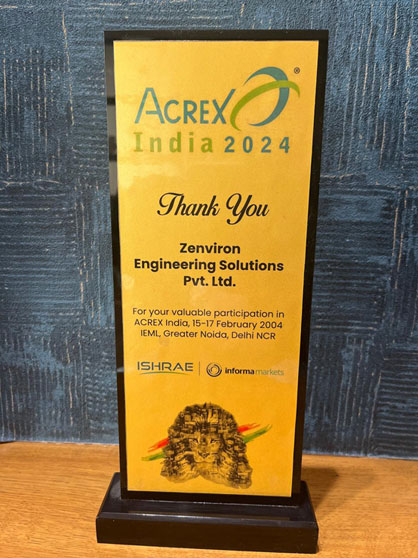 ACREX ®
India 2024
Thank You
Zenviron
Engineering Solutions
Pvt. Ltd.
For your valuable participation in
ACREX India, 15-17 February 2004
IEML, Greater Noida, Delhi NCR
ISHRAE | informa markets